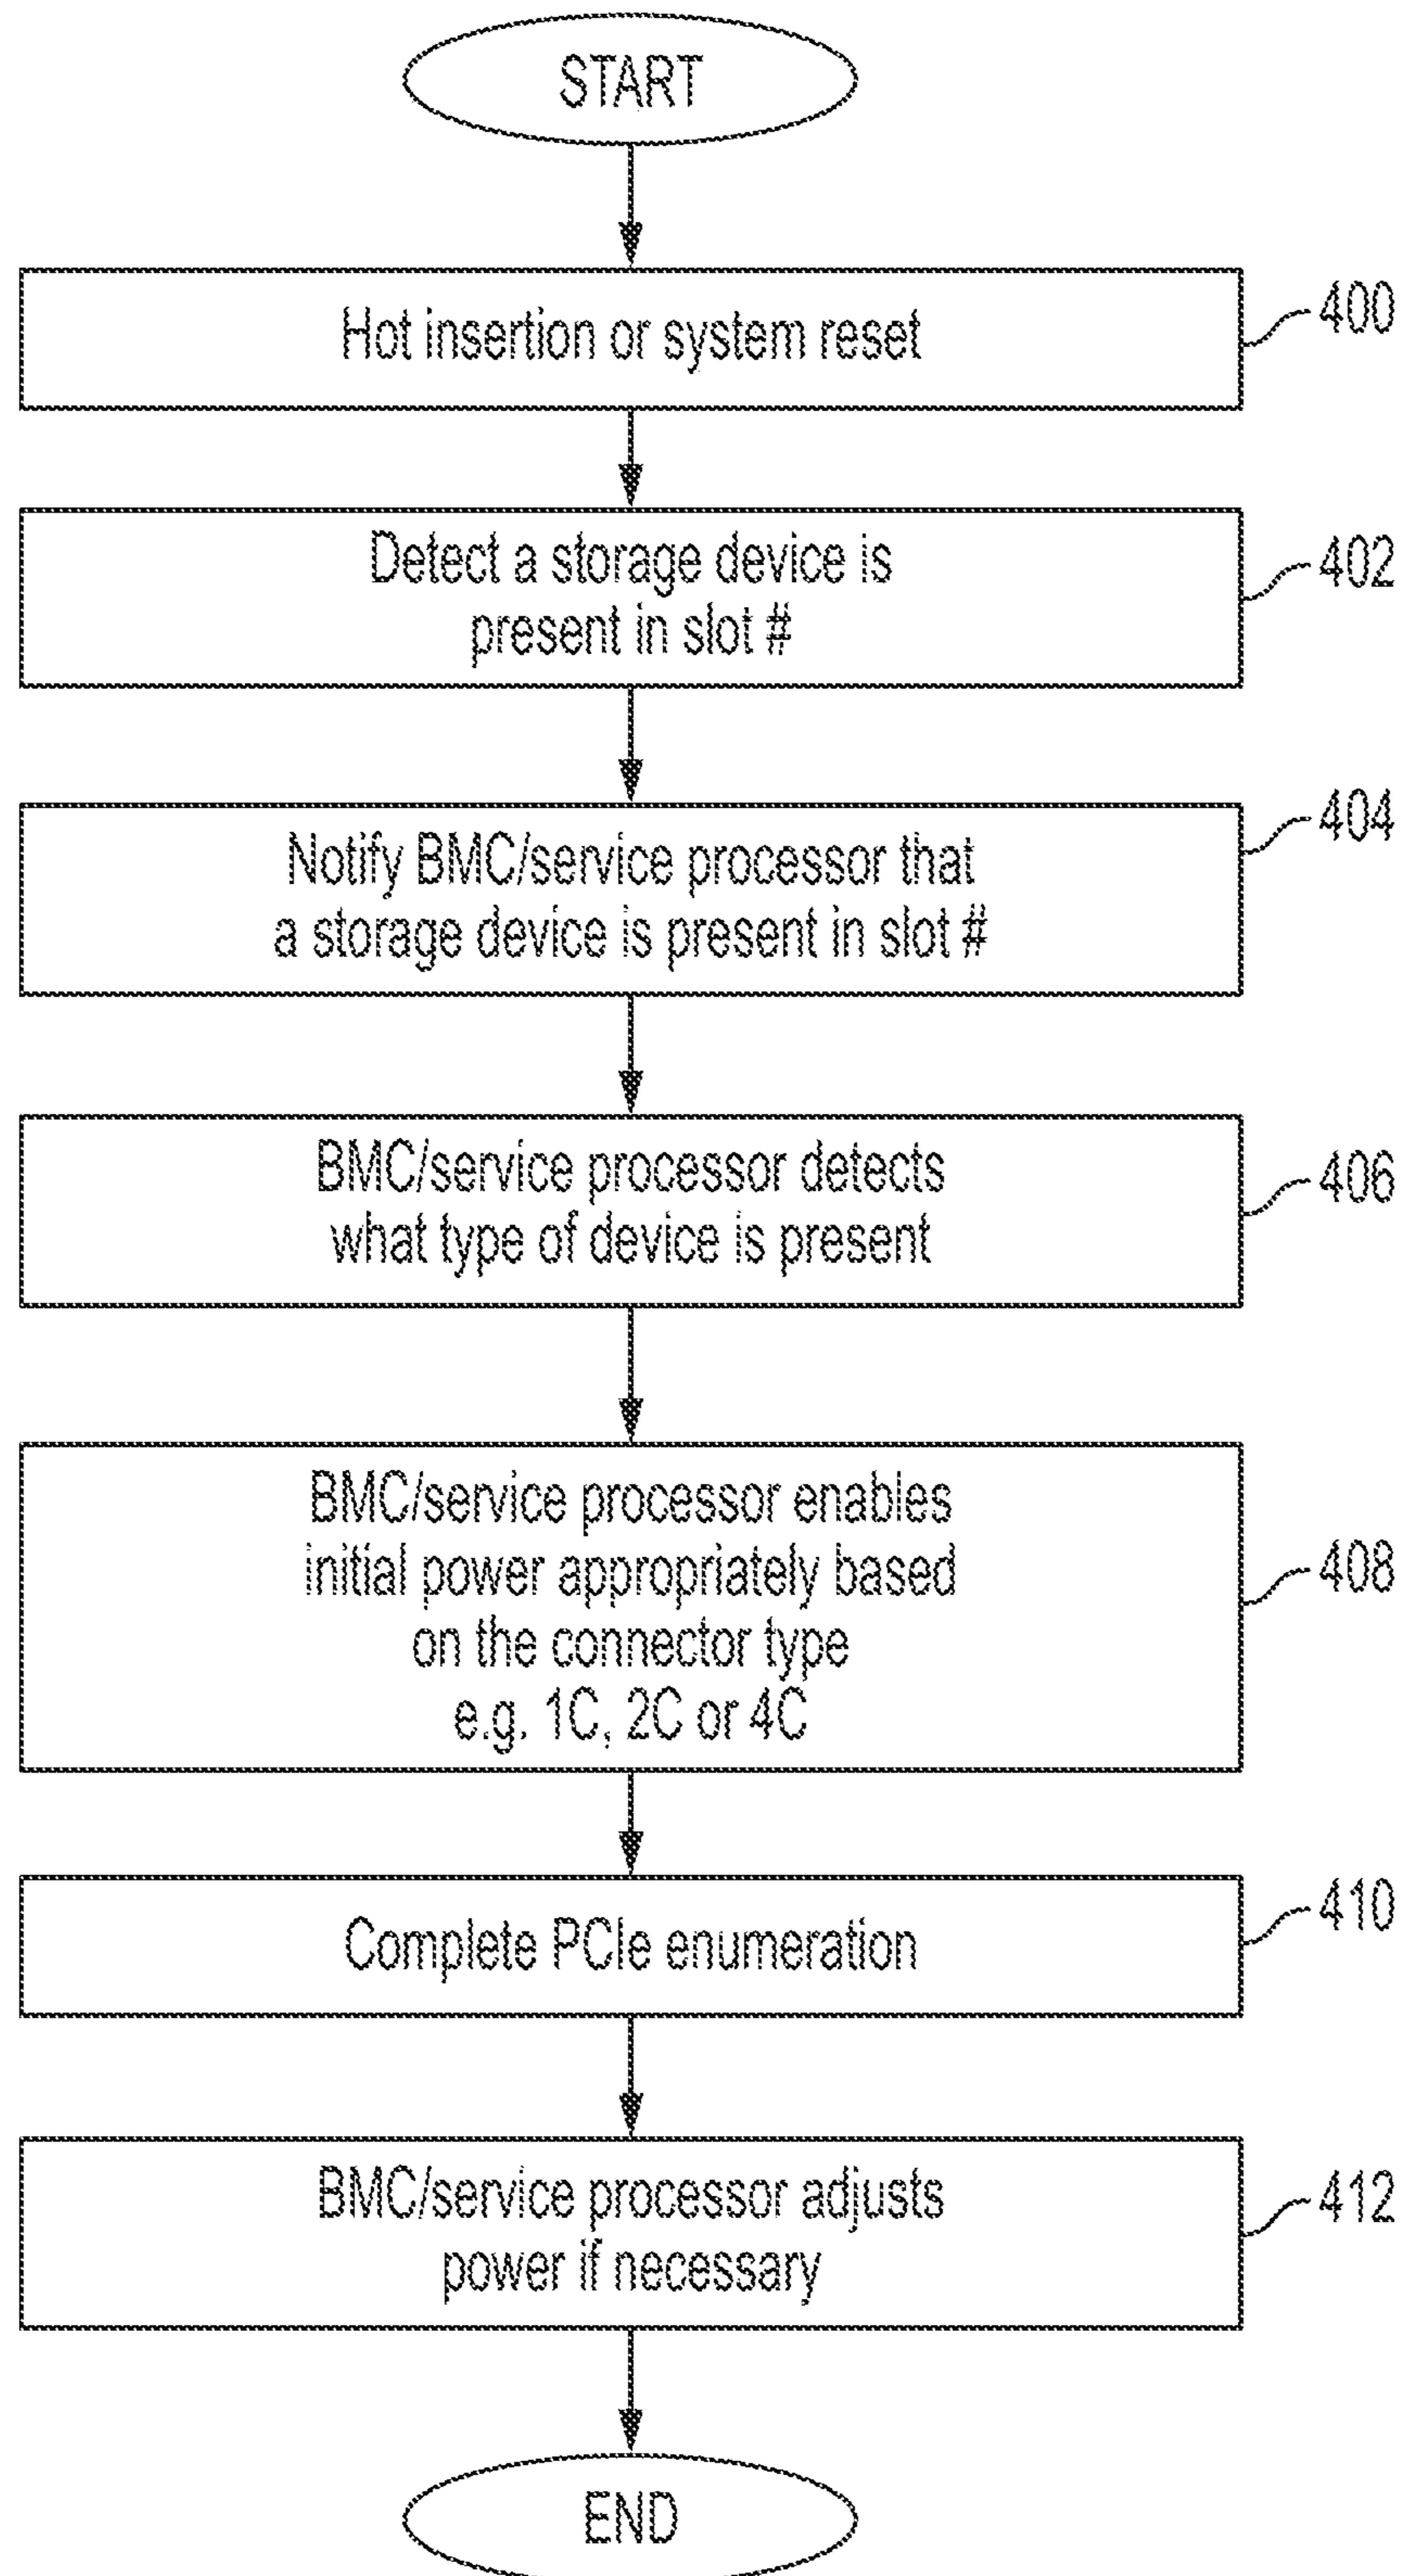 START
Hot insertion or system reset
400
Detect a storage device is
present in slot #
402
Notify BMC/service processor that
a storage device is present in slot #
404
BMC/service processor detects
what type of device is present
406
BMC/service processor enables
initial power appropriately based
on the connector type
e.g. 1C, 2C or 4C
408
Complete PCIe enumeration
410
BMC/service processor adjusts
power if necessary
412
END